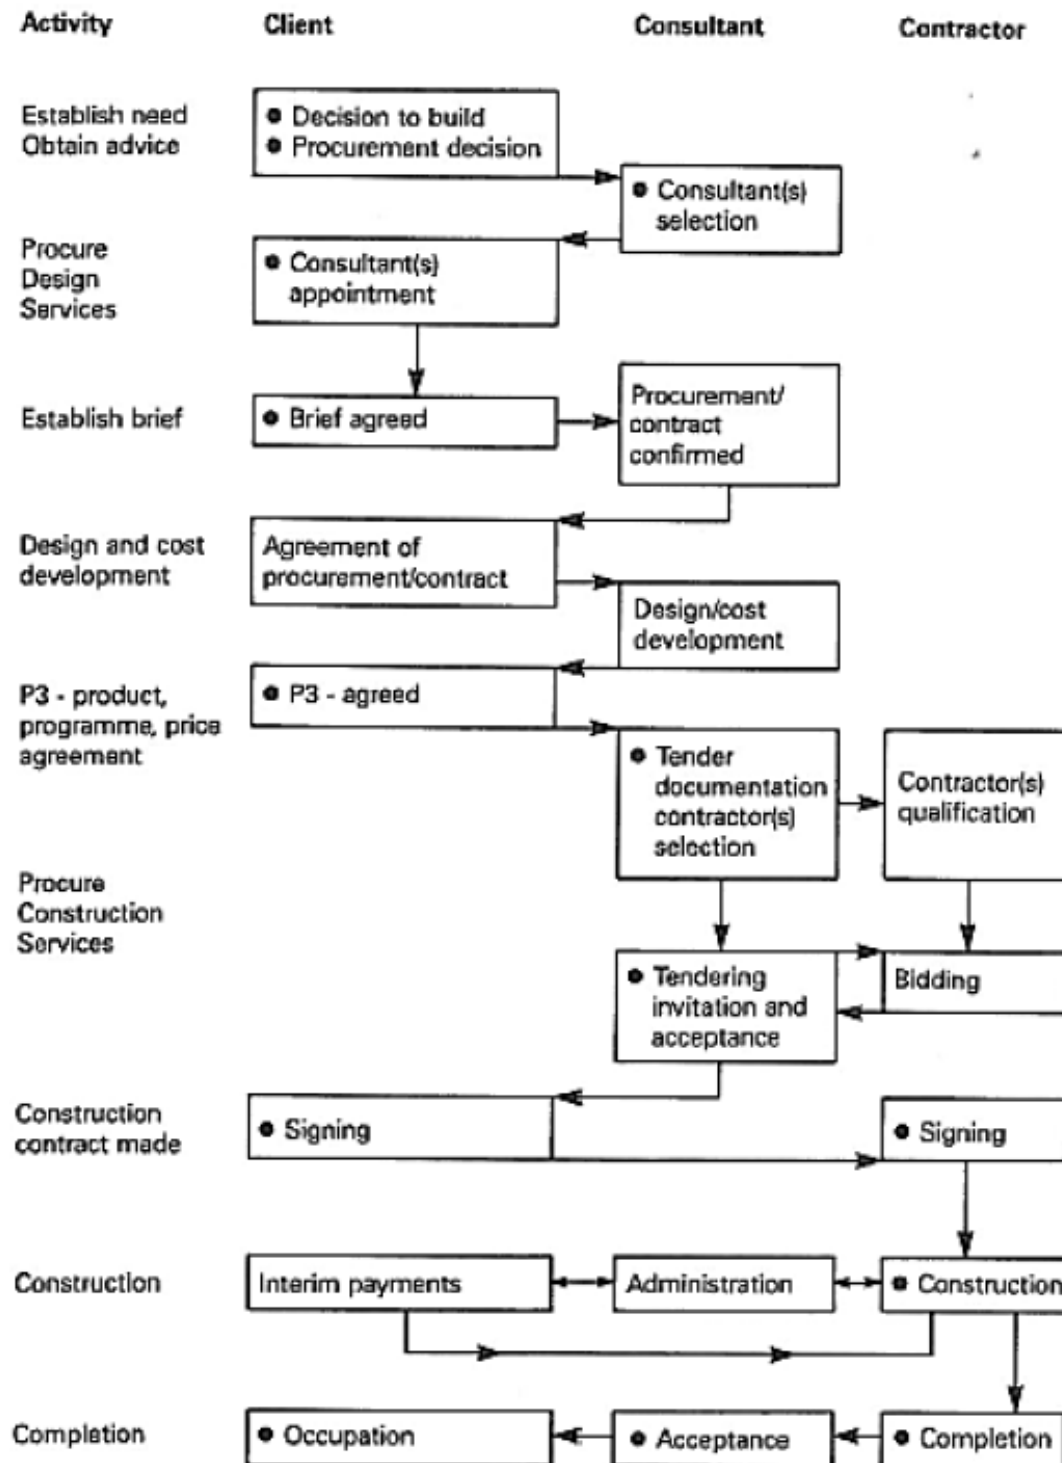 Activity Client Consultant Contractor
Establish need
Obtain advice
● Decision to build
● Procurement decision
● Consultant(s)
selection
Procure
Design
Services
● Consultant(s)
appointment
Establish brief
● Brief agreed
Procurement/
contract
confirmed
Design and cost
development
Agreement of
procurement/contract
Design/cost
development
P3 - product,
programme, price
agreement
● P3 - agreed
● Tender
documentation
contractor(s)
selection
Contractor(s)
qualification
Procure
Construction
Services
● Tendering
invitation and
acceptance
Bidding
Construction
contract made
● Signing
● Signing
Construction
Interim payments
Administration
● Construction
Completion
● Occupation
● Acceptance
● Completion